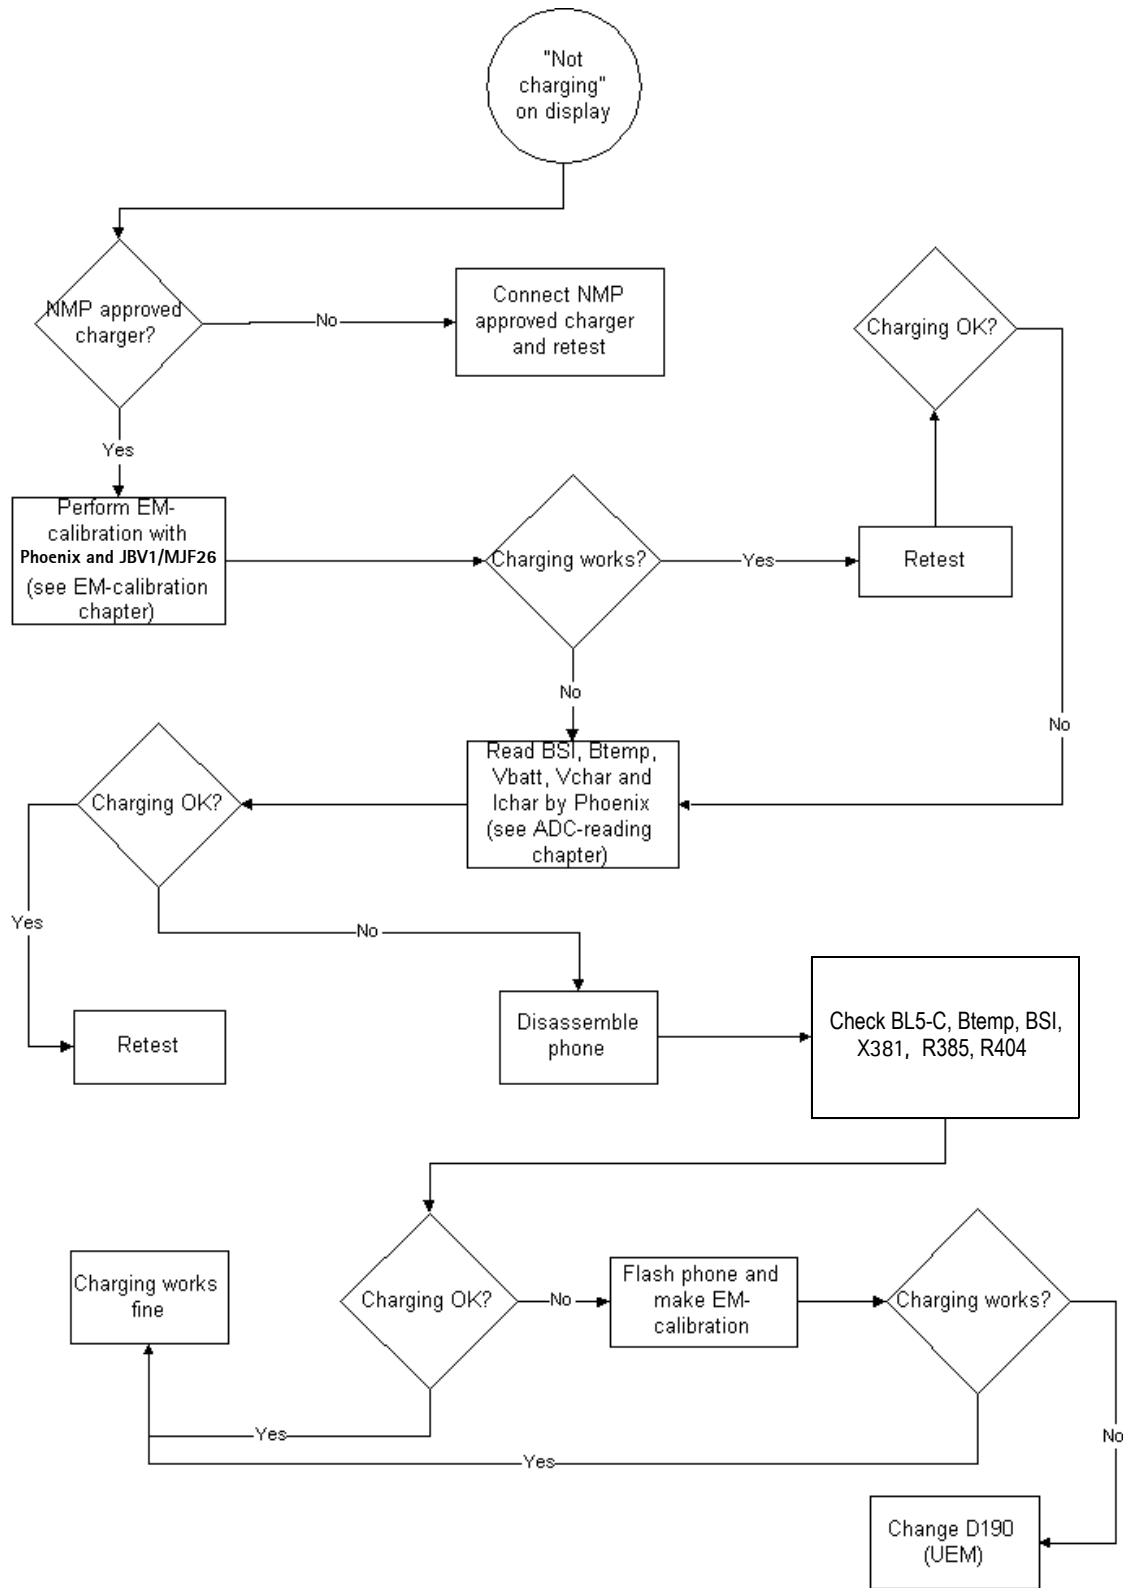 "Not
charging"
on display
NMP approved
charger?
No
Connect NMP
approved charger
and retest
Charging OK?
Yes
Perform EM-
calibration with
Phoenix and JBV1/MJF26
(see EM-calibration
chapter)
Charging works?
Yes
Retest
No
No
Read BSI, Btemp,
Vbatt, Vchar and
Ichar by Phoenix
(see ADC-reading
chapter)
Charging OK?
Yes
No
Retest
Disassemble
phone
Check BL5-C, Btemp, BSI,
X381, R385, R404
Charging works
fine
Charging OK?
No
Flash phone and
make EM-
calibration
Charging works?
Yes
Yes
No
Change D190
(UEM)